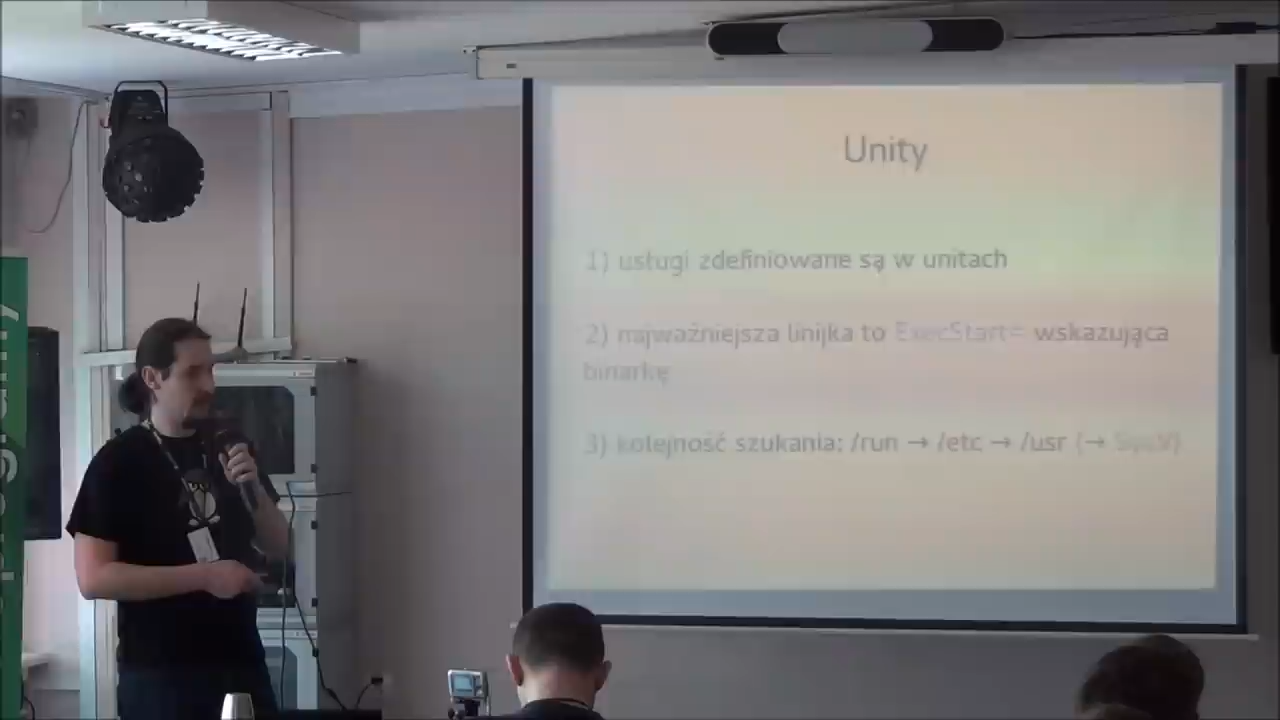 Unity
1) usługi zdefiniowane są w unitach
2) najważniejsza linijka to ExecStart= wskazująca
binarkę
3) kolejność szukania: /run → /etc → /usr (→ SysV)